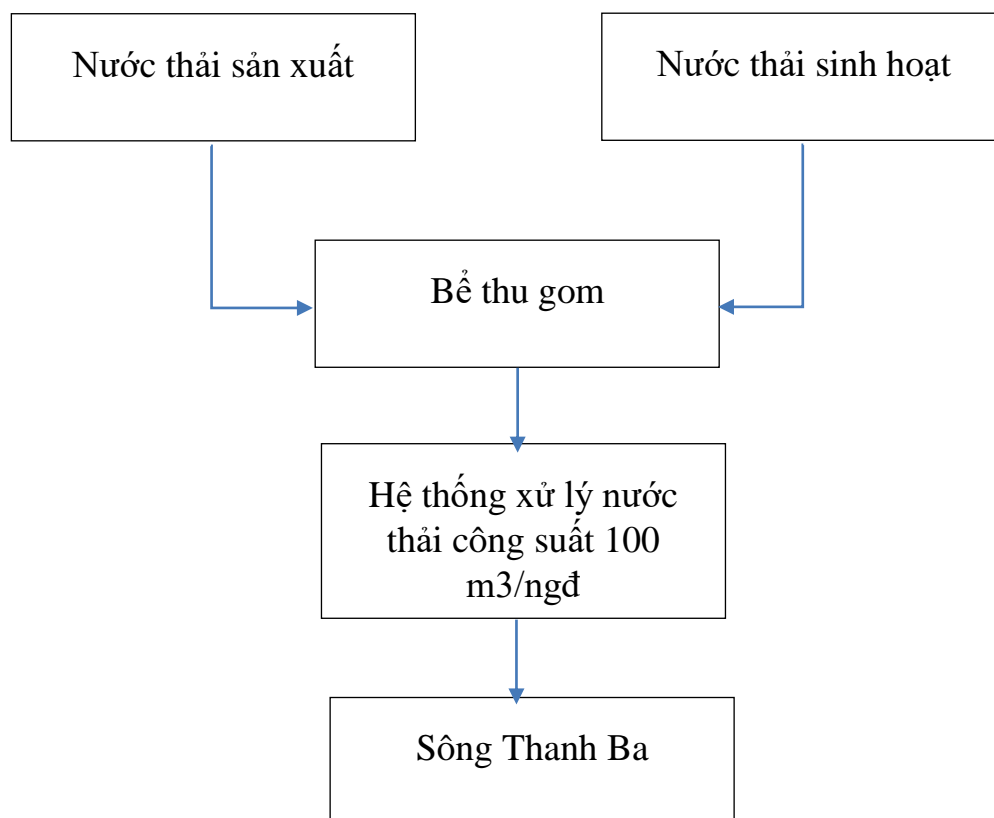 Nước thải sản xuất
Nước thải sinh hoạt
Bể thu gom
Hệ thống xử lý nước
thải công suất 100
m3/ngđ
Sông Thanh Ba